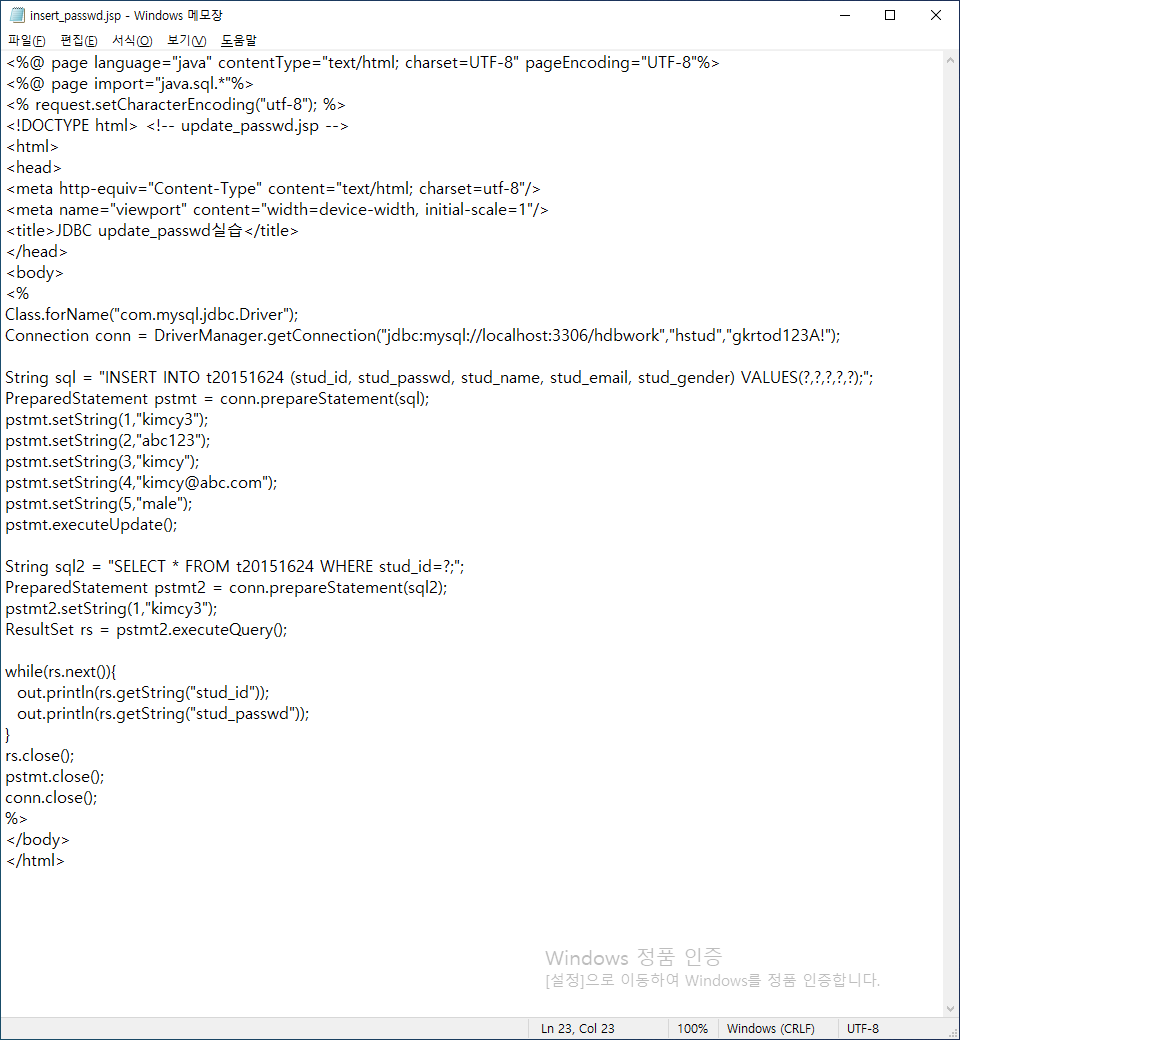 insert_passwd.jsp - Windows 메모장
파일(F) 편집(E) 서식(O) 보기(V) 도움말
<%@ page language="java" contentType="text/html; charset=UTF-8" pageEncoding="UTF-8"%>
<%@ page import="java.sql.*"%>
<% request.setCharacterEncoding("utf-8"); %>
<!DOCTYPE html> <!-- update_passwd.jsp -->
<html>
<head>
<meta http-equiv="Content-Type" content="text/html; charset=utf-8"/>
<meta name="viewport" content="width=device-width, initial-scale=1"/>
<title>JDBC update_passwd실습</title>
</head>
<body>
<%
Class.forName("com.mysql.jdbc.Driver");
Connection conn = DriverManager.getConnection("jdbc:mysql://localhost:3306/hdbwork","hstud","gkrtod123A!");

String sql = "INSERT INTO t20151624 (stud_id, stud_passwd, stud_name, stud_email, stud_gender) VALUES(?,?,?,?,?);";
PreparedStatement pstmt = conn.prepareStatement(sql);
pstmt.setString(1,"kimcy3");
pstmt.setString(2,"abc123");
pstmt.setString(3,"kimcy");
pstmt.setString(4,"kimcy@abc.com");
pstmt.setString(5,"male");
pstmt.executeUpdate();

String sql2 = "SELECT * FROM t20151624 WHERE stud_id=?;";
PreparedStatement pstmt2 = conn.prepareStatement(sql2);
pstmt2.setString(1,"kimcy3");
ResultSet rs = pstmt2.executeQuery();

while(rs.next()){
   out.println(rs.getString("stud_id"));
   out.println(rs.getString("stud_passwd"));
}
rs.close();
pstmt.close();
conn.close();
%>
</body>
</html>
Windows 정품 인증
[설정]으로 이동하여 Windows를 정품 인증합니다.
Ln 23, Col 23 100% Windows (CRLF) UTF-8